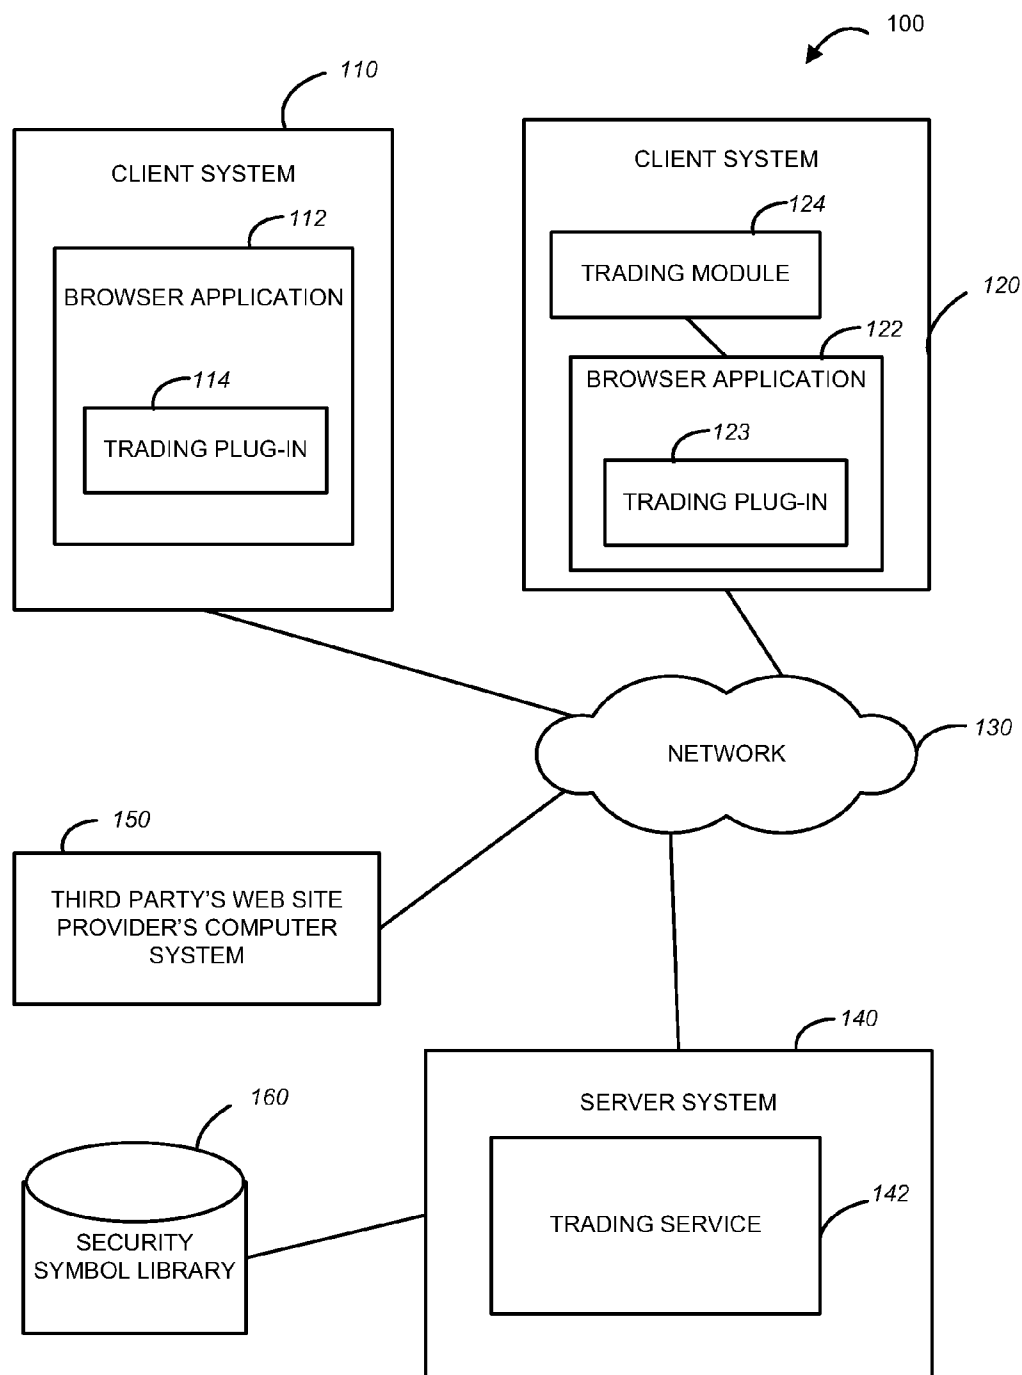 100
110
CLIENT SYSTEM
112
BROWSER APPLICATION
114
TRADING PLUG-IN
CLIENT SYSTEM
124
TRADING MODULE
120
122
BROWSER APPLICATION
123
TRADING PLUG-IN
NETWORK
130
150
THIRD PARTY'S WEB SITE
PROVIDER'S COMPUTER
SYSTEM
140
SERVER SYSTEM
160
SECURITY
SYMBOL LIBRARY
142
TRADING SERVICE